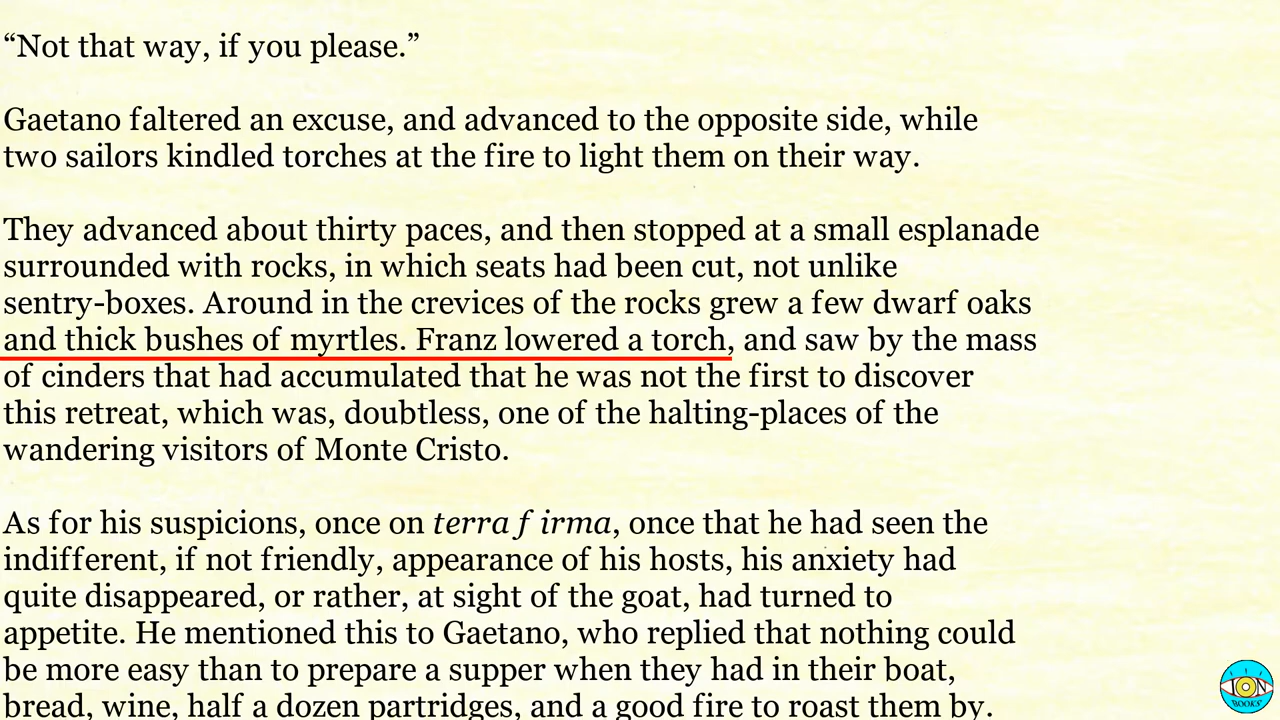 “Not that way, if you please.”
Gaetano faltered an excuse, and advanced to the opposite side, while
two sailors kindled torches at the fire to light them on their way.
They advanced about thirty paces, and then stopped at a small esplanade
surrounded with rocks, in which seats had been cut, not unlike
sentry-boxes. Around in the crevices of the rocks grew a few dwarf oaks
and thick bushes of myrtles. Franz lowered a torch, and saw by the mass
of cinders that had accumulated that he was not the first to discover
this retreat, which was, doubtless, one of the halting-places of the
wandering visitors of Monte Cristo.
As for his suspicions, once on terra f irma, once that he had seen the
indifferent, if not friendly, appearance of his hosts, his anxiety had
quite disappeared, or rather, at sight of the goat, had turned to
appetite. He mentioned this to Gaetano, who replied that nothing could
be more easy than to prepare a supper when they had in their boat,
bread, wine, half a dozen partridges, and a good fire to roast them by.
ION
BOOKS